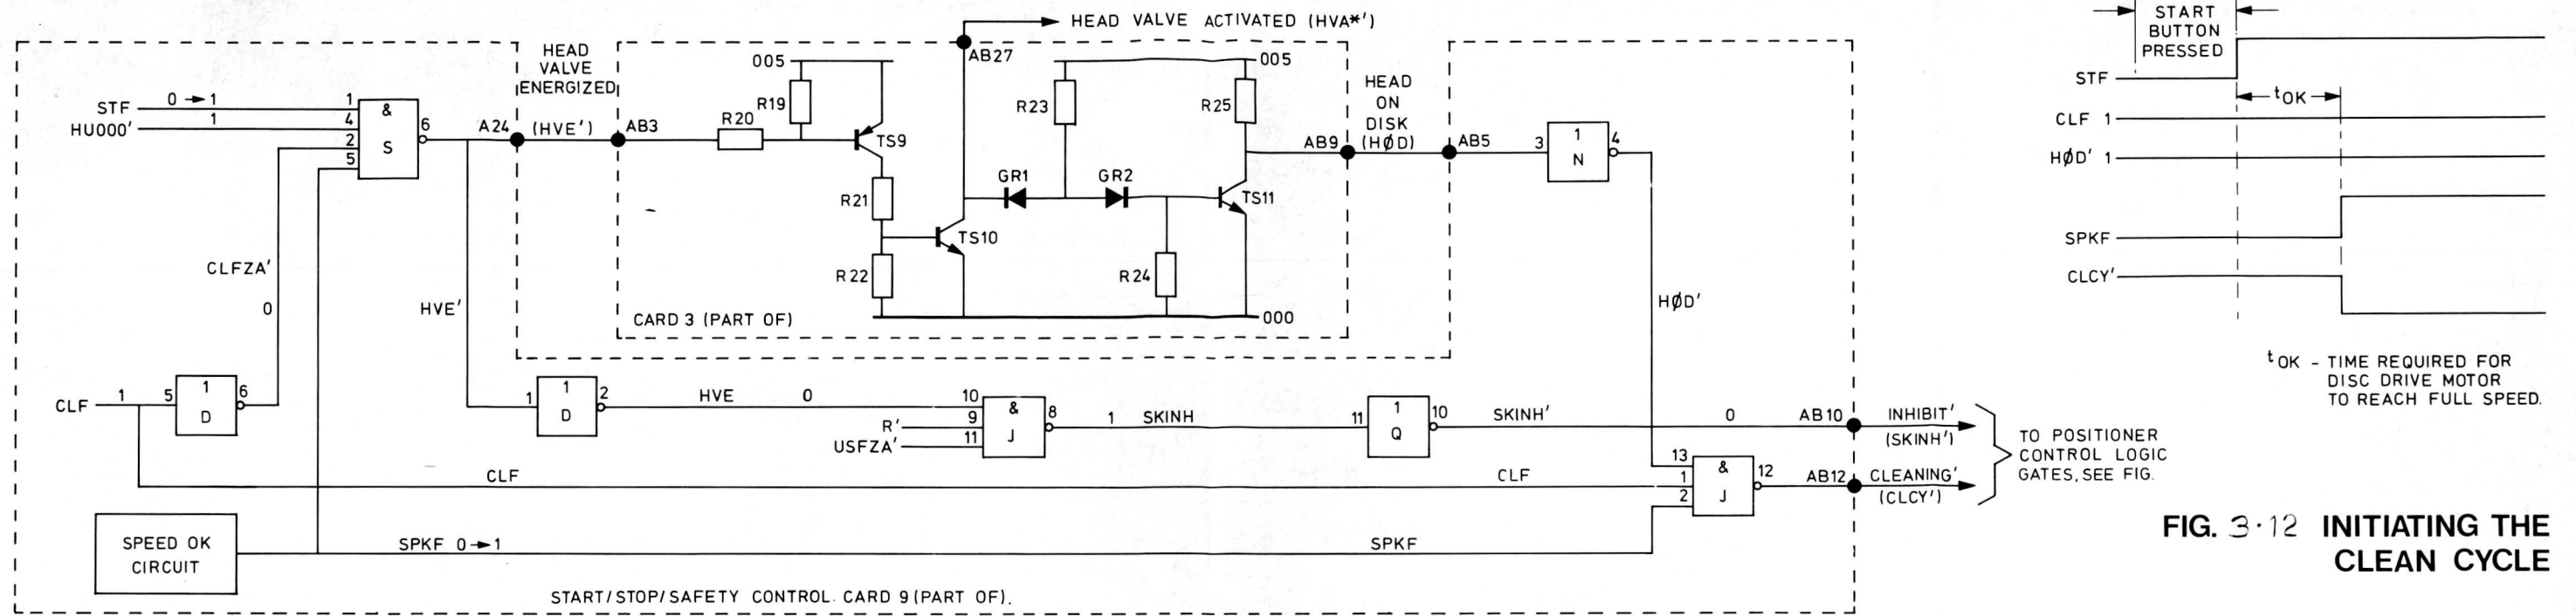 HEAD VALVE ACTIVATED (HVA*')
AB27
HEAD
VALVE
ENERGIZED
STF 0→1 1
HU000' 1 4
2
5
&
S
6
A24 (HVE') AB3
005
R19
R20
TS9
R21
R22
TS10
GR1
R23
GR2
R24
R25
005
TS11
000
CARD 3 (PART OF)
AB9
HEAD
ON
DISK
(HØD)
AB5
3
1
N
4
HØD'
CLFZA'
0
HVE'
CLF 1 5
1
D
6
1
1
D
2
HVE 0 10
R' 9
USFZA' 11
&
J
8
1 SKINH 11
1
Q
10
SKINH' 0 AB10
INHIBIT'
(SKINH')
CLF CLF
13
1
2
&
J
12
AB12
CLEANING'
(CLCY')
TO POSITIONER
CONTROL LOGIC
GATES, SEE FIG.
SPEED OK
CIRCUIT
SPKF 0→1 SPKF
START/STOP/SAFETY CONTROL. CARD 9 (PART OF).
START
BUTTON
PRESSED
STF
tOK
CLF 1
HØD' 1
SPKF
CLCY'
tOK - TIME REQUIRED FOR
DISC DRIVE MOTOR
TO REACH FULL SPEED.
FIG. 3·12 INITIATING THE
CLEAN CYCLE